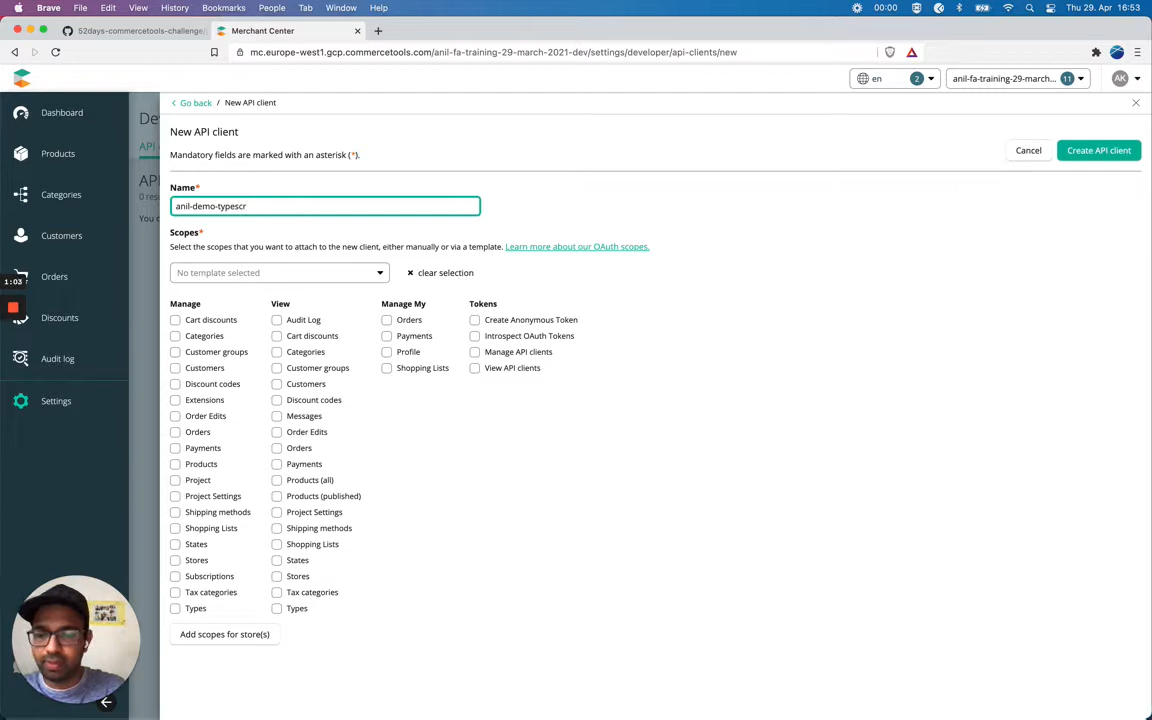 Brave File Edit View History Bookmarks People Tab Window Help 00:00 Thu 29. Apr 16:53
52days-commercetools-challenge/ Merchant Center
mc.europe-west1.gcp.commercetools.com/anil-fa-training-29-march-2021-dev/settings/developer/api-clients/new
en 2 anil-fa-training-29-march... 11 AK
Dashboard
Products
Categories
Customers
Orders
Discounts
Audit log
Settings
1:03
De
API
API
0 resu
You c
Go back / New API client
New API client
Mandatory fields are marked with an asterisk (*).
Cancel Create API client
Name*
anil-demo-typescr
Scopes*
Select the scopes that you want to attach to the new client, either manually or via a template. Learn more about our OAuth scopes.
No template selected clear selection
Manage
Cart discounts
Categories
Customer groups
Customers
Discount codes
Extensions
Order Edits
Orders
Payments
Products
Project
Project Settings
Shipping methods
Shopping Lists
States
Stores
Subscriptions
Tax categories
Types
View
Audit Log
Cart discounts
Categories
Customer groups
Customers
Discount codes
Messages
Order Edits
Orders
Payments
Products (all)
Products (published)
Project Settings
Shipping methods
Shopping Lists
States
Stores
Tax categories
Types
Manage My
Orders
Payments
Profile
Shopping Lists
Tokens
Create Anonymous Token
Introspect OAuth Tokens
Manage API clients
View API clients
Add scopes for store(s)